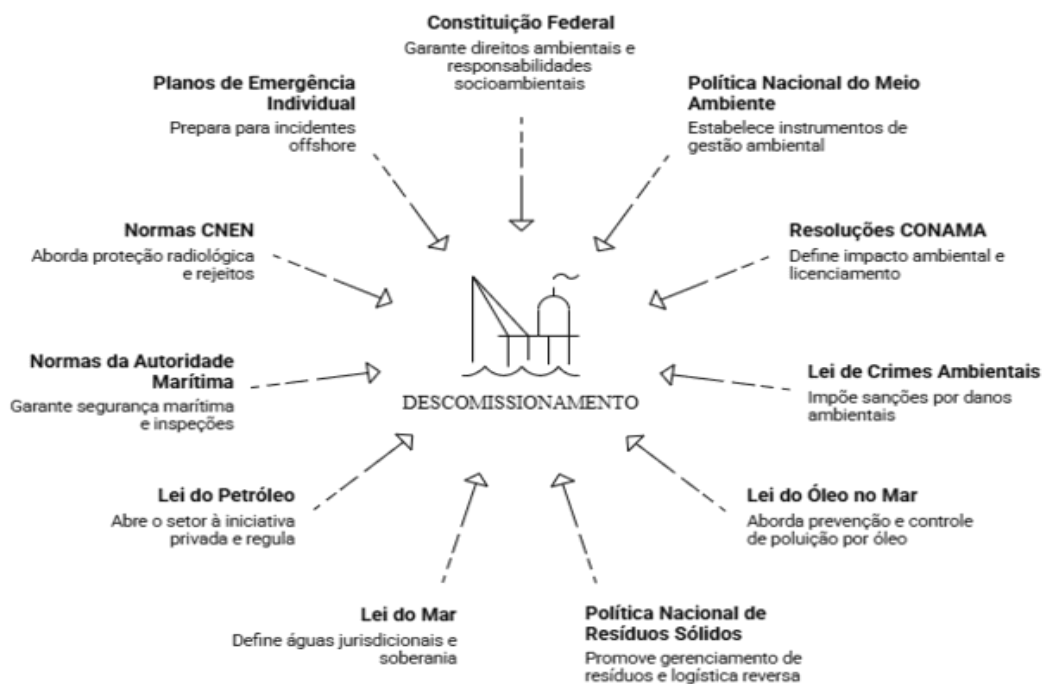 Constituição Federal
Garante direitos ambientais e
responsabilidades
socioambientais
Política Nacional do Meio
Ambiente
Estabelece instrumentos de
gestão ambiental
Resoluções CONAMA
Define impacto ambiental e
licenciamento
Lei de Crimes Ambientais
Impõe sanções por danos
ambientais
Lei do Óleo no Mar
Aborda prevenção e controle
de poluição por óleo
Política Nacional de
Resíduos Sólidos
Promove gerenciamento de
resíduos e logística reversa
Lei do Mar
Define águas jurisdicionais e
soberania
Lei do Petróleo
Abre o setor à iniciativa
privada e regula
Normas da Autoridade
Marítima
Garante segurança marítima
e inspeções
Normas CNEN
Aborda proteção radiológica
e rejeitos
Planos de Emergência
Individual
Prepara para incidentes
offshore
DESCOMISSIONAMENTO